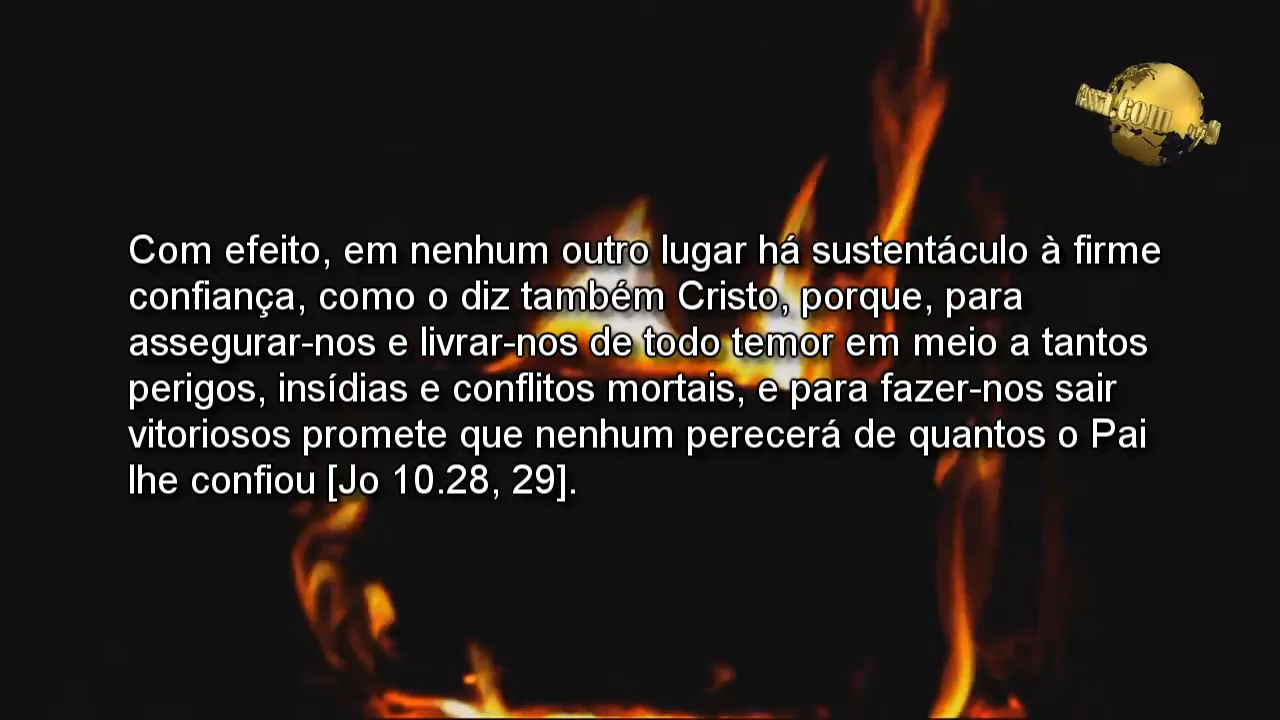 Com efeito, em nenhum outro lugar há sustentáculo à firme
confiança, como o diz também Cristo, porque, para
assegurar-nos e livrar-nos de todo temor em meio a tantos
perigos, insídias e conflitos mortais, e para fazer-nos sair
vitoriosos promete que nenhum perecerá de quantos o Pai
lhe confiou [Jo 10.28, 29].